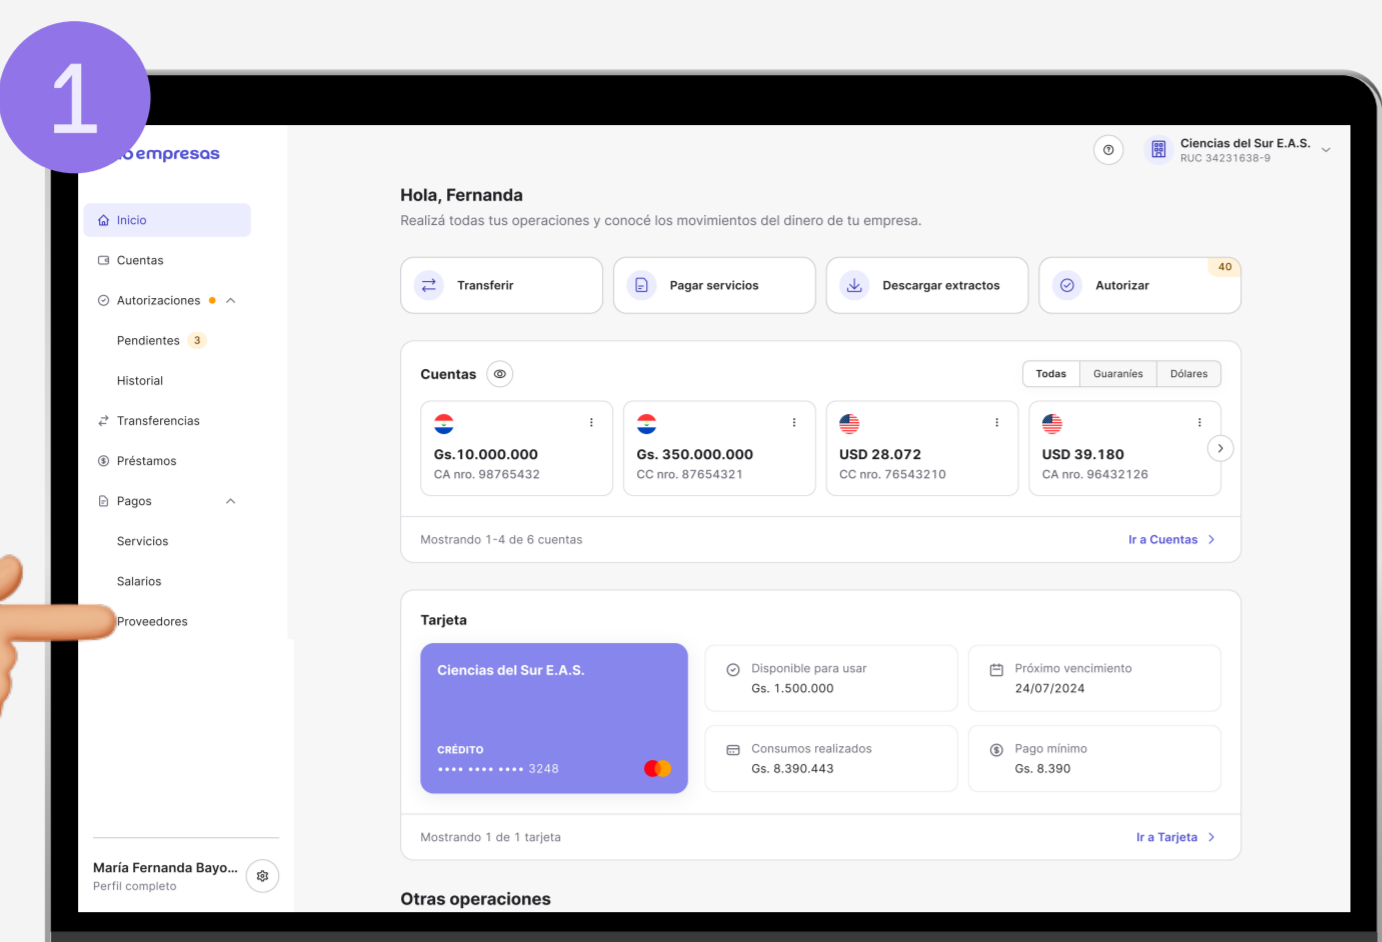 1
empresas
Ciencias del Sur E.A.S.
RUC 34231638-9
Inicio
Cuentas
Autorizaciones
Pendientes 3
Historial
Transferencias
Préstamos
Pagos
Servicios
Salarios
Proveedores
María Fernanda Bayo...
Perfil completo
Hola, Fernanda
Realizá todas tus operaciones y conocé los movimientos del dinero de tu empresa.
Transferir
Pagar servicios
Descargar extractos
Autorizar
40
Cuentas
Todas Guaraníes Dólares
Gs.10.000.000
CA nro. 98765432
Gs. 350.000.000
CC nro. 87654321
USD 28.072
CC nro. 76543210
USD 39.180
CA nro. 96432126
Mostrando 1-4 de 6 cuentas
Ir a Cuentas
Tarjeta
Ciencias del Sur E.A.S.
CRÉDITO
•••• •••• •••• 3248
Disponible para usar
Gs. 1.500.000
Próximo vencimiento
24/07/2024
Consumos realizados
Gs. 8.390.443
Pago mínimo
Gs. 8.390
Mostrando 1 de 1 tarjeta
Ir a Tarjeta
Otras operaciones